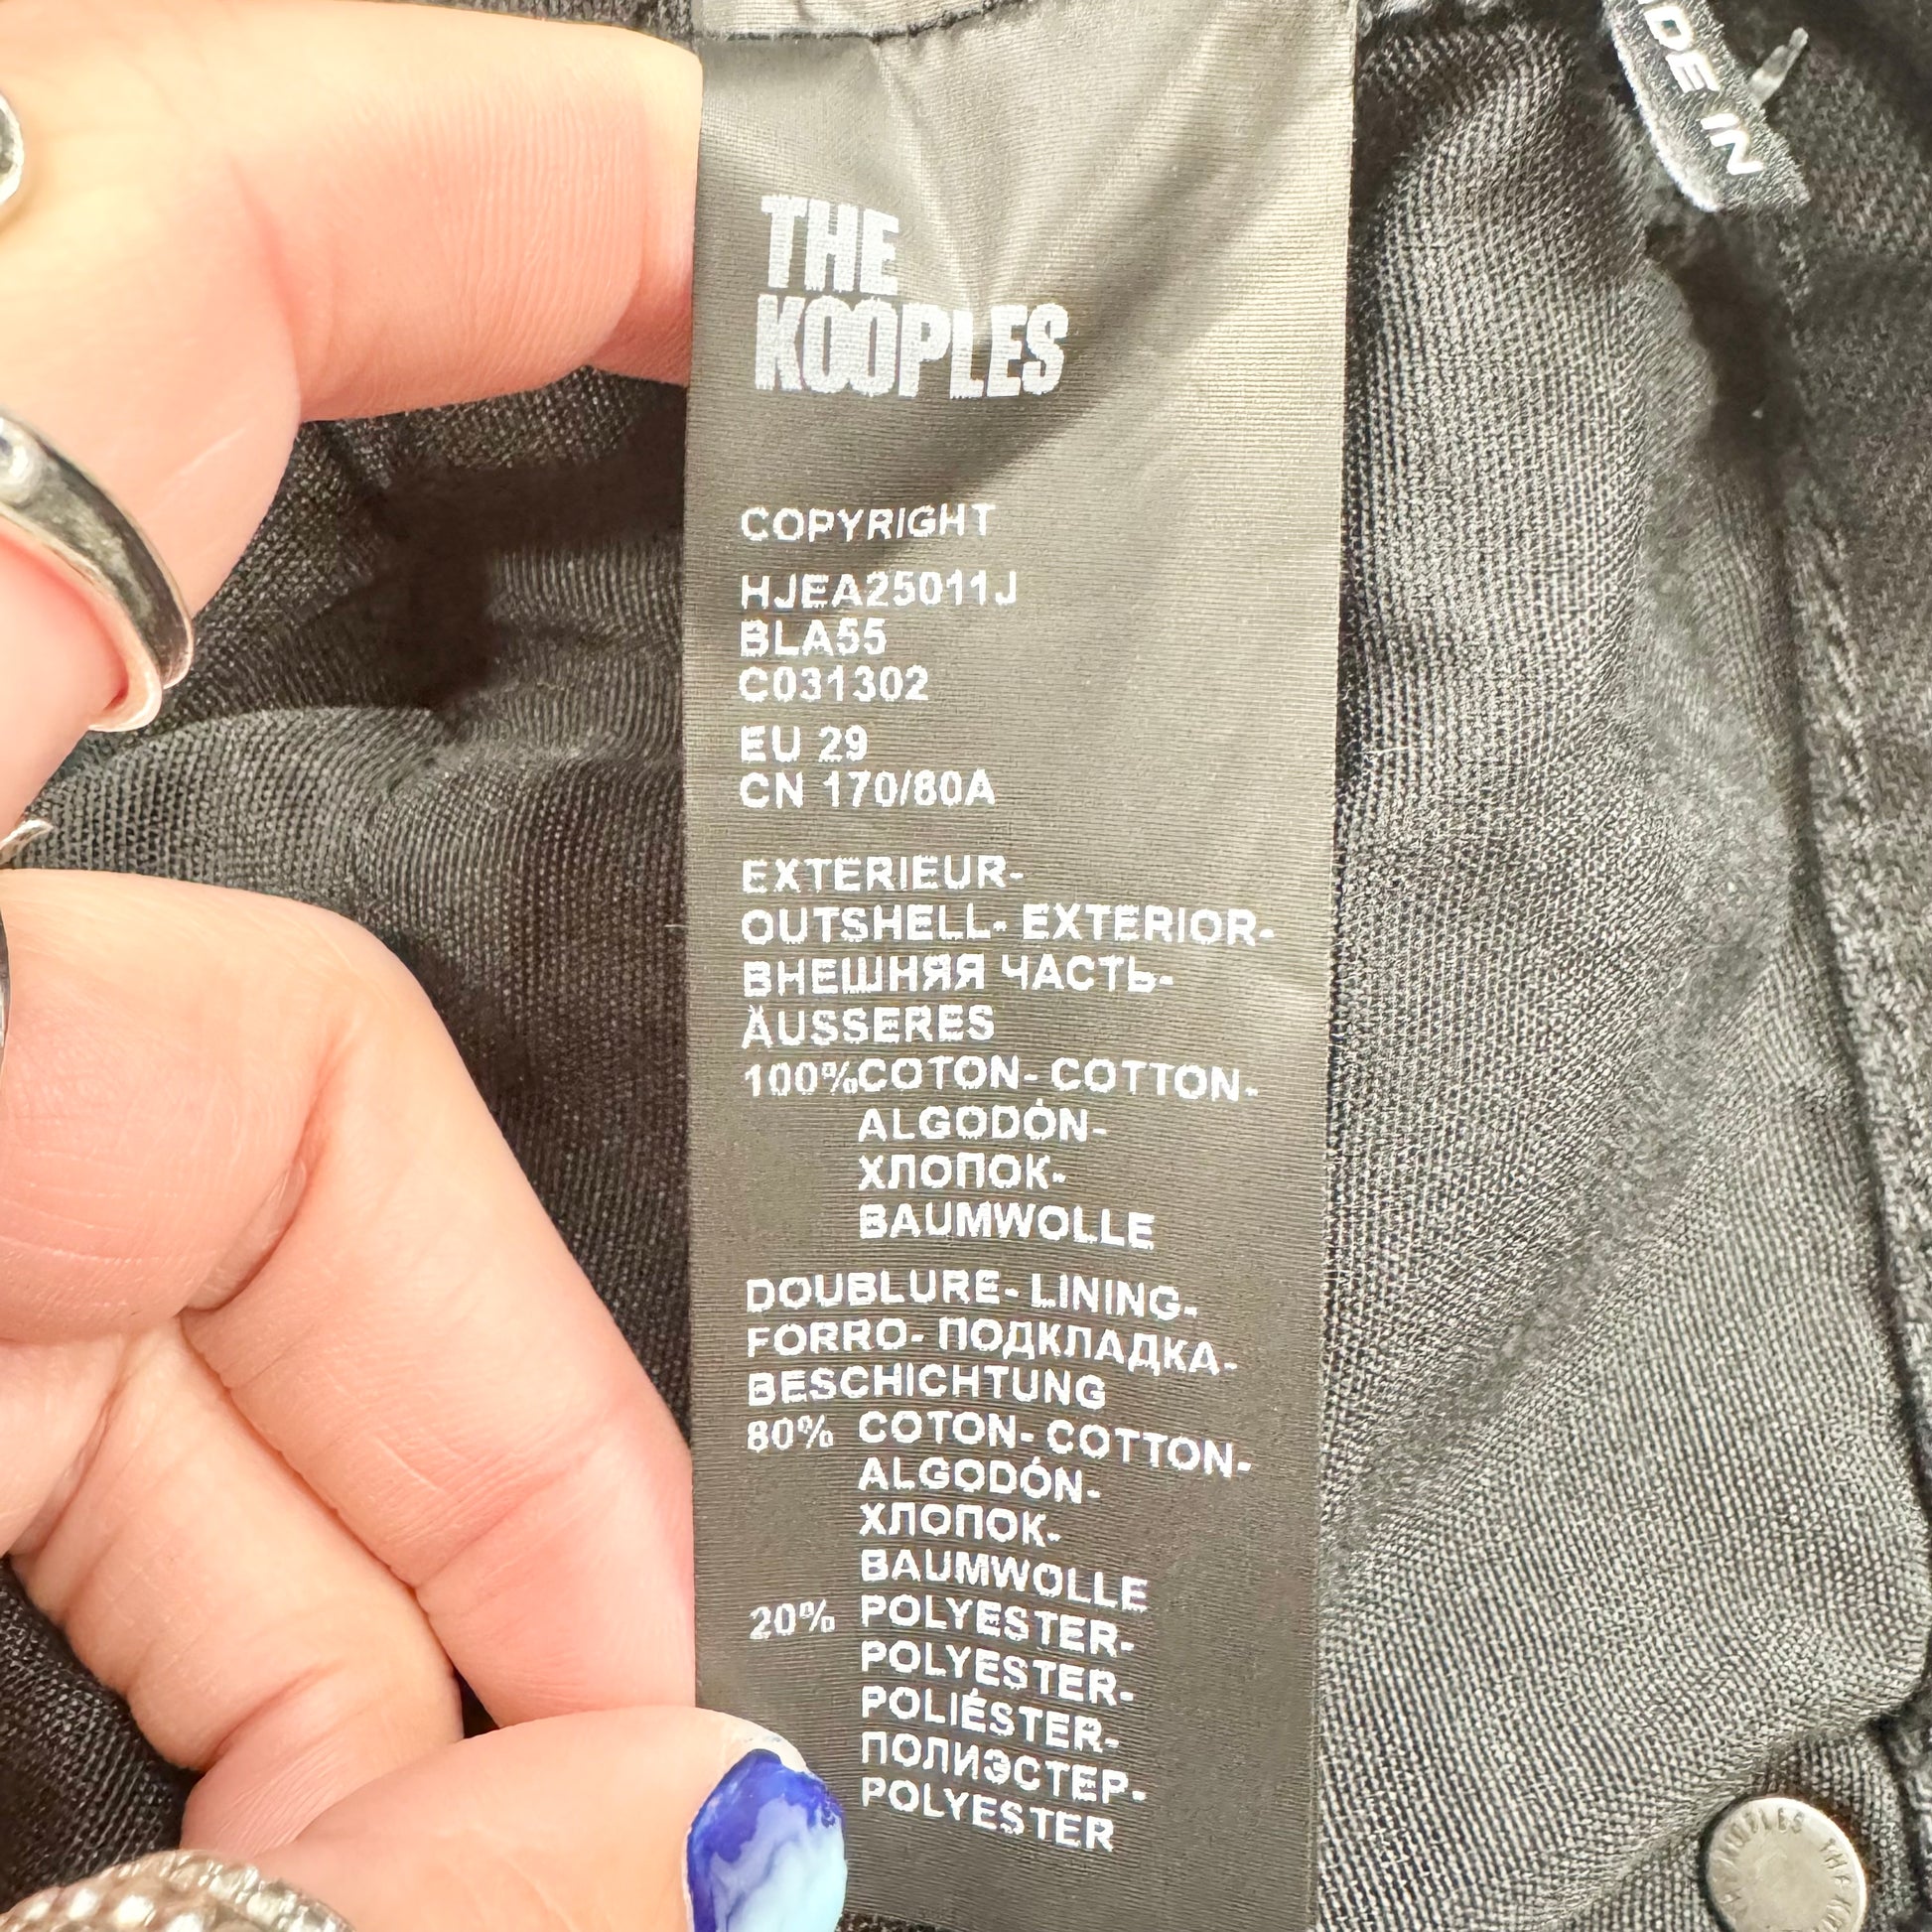 THE
KOOPLES
COPYRIGHT
HJEA25011J
BLA55
C031302
EU 29
CN 170/80A
EXTERIEUR-
OUTSHELL- EXTERIOR-
ВНЕШНЯЯ ЧАСТЬ-
ÄUSSERES
100%COTON- COTTON-
ALGODÓN-
ХЛОПОК-
BAUMWOLLE
DOUBLURE- LINING-
FORRO- ПОДКЛАДКА-
BESCHICHTUNG
80% COTON- COTTON-
ALGODÓN-
ХЛОПОК-
BAUMWOLLE
20% POLYESTER-
POLYESTER-
POLIÉSTER-
ПОЛИЭСТЕР-
POLYESTER
DE IN